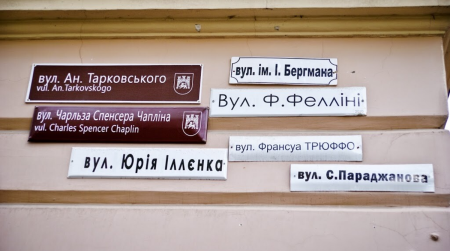 вул. Ан. Тарковського
vul. An.Tarkovskogo
вул. ім. І. Бергмана
Вул. Ф.Фелліні
вул. Чарльза Спенсера Чапліна
vul. Charles Spencer Chaplin
вул. Франсуа ТРЮФФО
вул. Юрія Іллєнка
вул. С.Параджанова